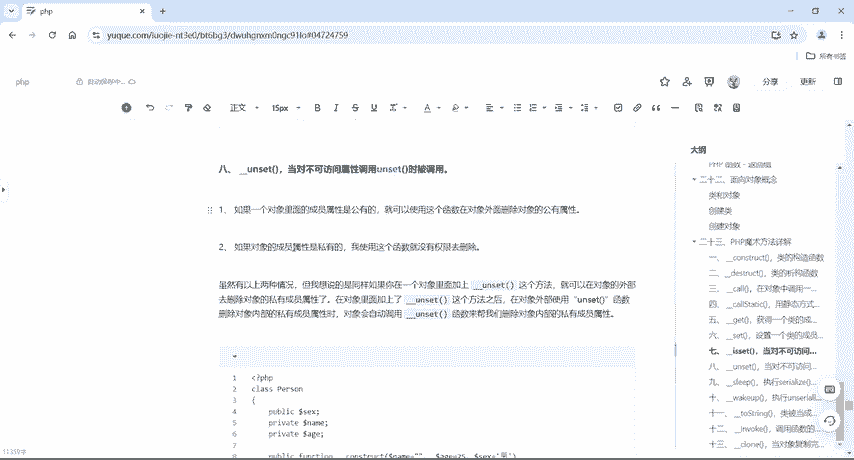 php
yuque.com/luojie-nt3e0/bt6bg3/dwuhgnxm0ngc91lo#04724759
所有书签
php
分享
更新
正文
15px
大纲
八、 __unset()，当对不可访问属性调用unset()时被调用。
1、 如果一个对象里面的成员属性是公有的，就可以使用这个函数在对象外面删除对象的公有属性。
2、 如果对象的成员属性是私有的，我使用这个函数就没有权限去删除。
虽然有以上两种情况，但我想说的是同样如果你在一个对象里面加上 __unset() 这个方法，就可以在对象的外部
去删除对象的私有成员属性了。在对象里面加上了 __unset() 这个方法之后，在对象外部使用“unset()”函数
删除对象内部的私有成员属性时，对象会自动调用 __unset() 函数来帮我们删除对象内部的私有成员属性。
1 <?php
2 class Person
3 {
4 public $sex;
5 private $name;
6 private $age;
8 public function __construct($name="", $age=25, $sex='男')
PHP 函数 - 返回值
二十二、面向对象概念
类和对象
创建类
创建对象
二十三、PHP魔术方法详解
一、__construct()，类的构造函数
二、__destruct()，类的析构函数
三、__call()，在对象中调用一...
四、__callStatic()，用静态方式...
五、__get()，获得一个类的成...
六、__set()，设置一个类的成员...
七、__isset()，当对不可访问...
八、__unset()，当对不可访问...
九、__sleep()，执行serialize()...
十、__wakeup()，执行unseriali...
十一、__toString()，类被当成...
十二、__invoke()，调用函数的...
十三、__clone()，当对象复制完...